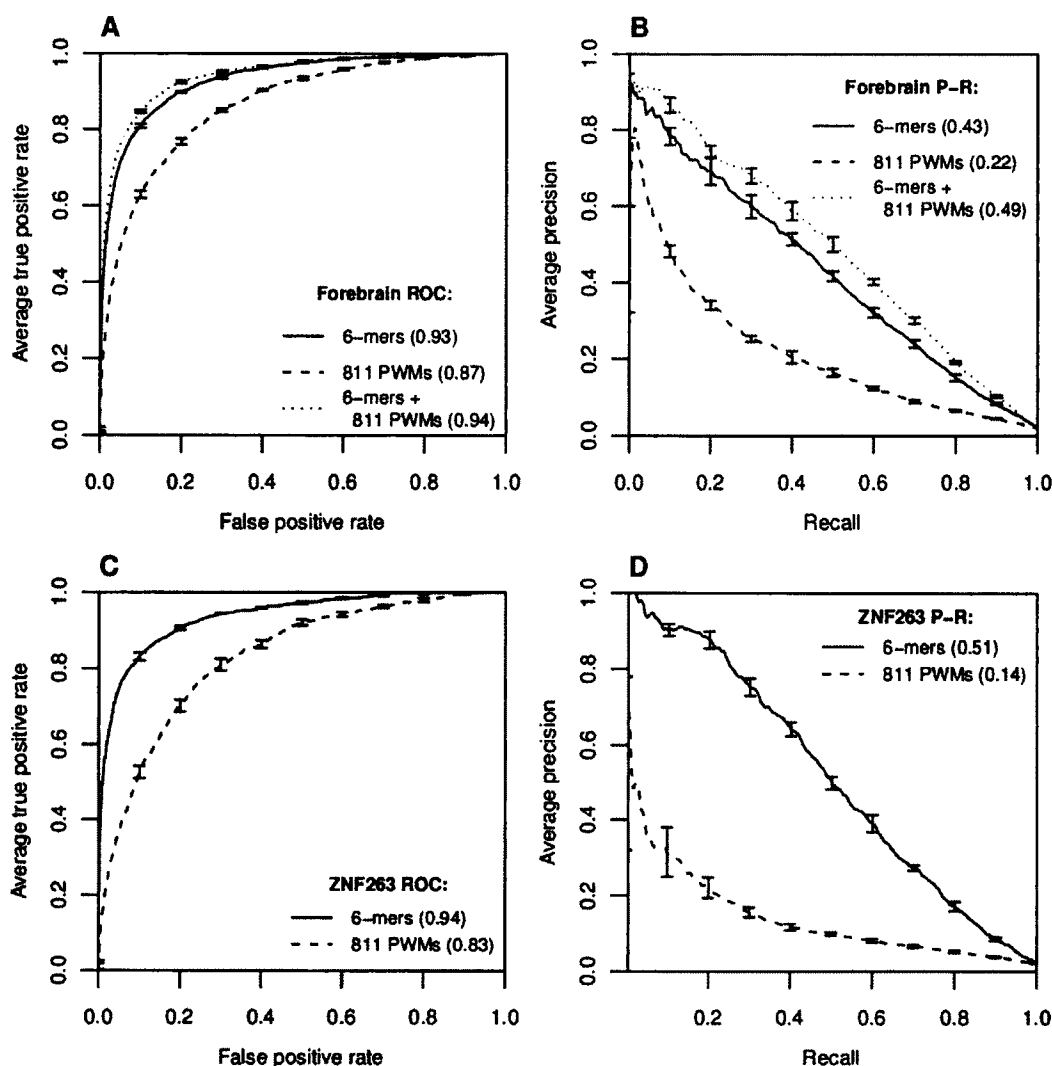 A
Average true positive rate
1.0
0.8
0.6
0.4
0.2
0.0
Forebrain ROC:
6-mers (0.93)
811 PWMs (0.87)
6-mers +
811 PWMs (0.94)
0.0 0.2 0.4 0.6 0.8 1.0
False positive rate
B
Average precision
1.0
0.8
0.6
0.4
0.2
0.0
Forebrain P-R:
6-mers (0.43)
811 PWMs (0.22)
6-mers +
811 PWMs (0.49)
0.0 0.2 0.4 0.6 0.8 1.0
Recall
C
Average true positive rate
1.0
0.8
0.6
0.4
0.2
0.0
ZNF263 ROC:
6-mers (0.94)
811 PWMs (0.83)
0.0 0.2 0.4 0.6 0.8 1.0
False positive rate
D
Average precision
1.0
0.8
0.6
0.4
0.2
0.0
ZNF263 P-R:
6-mers (0.51)
811 PWMs (0.14)
0.2 0.4 0.6 0.8 1.0
Recall